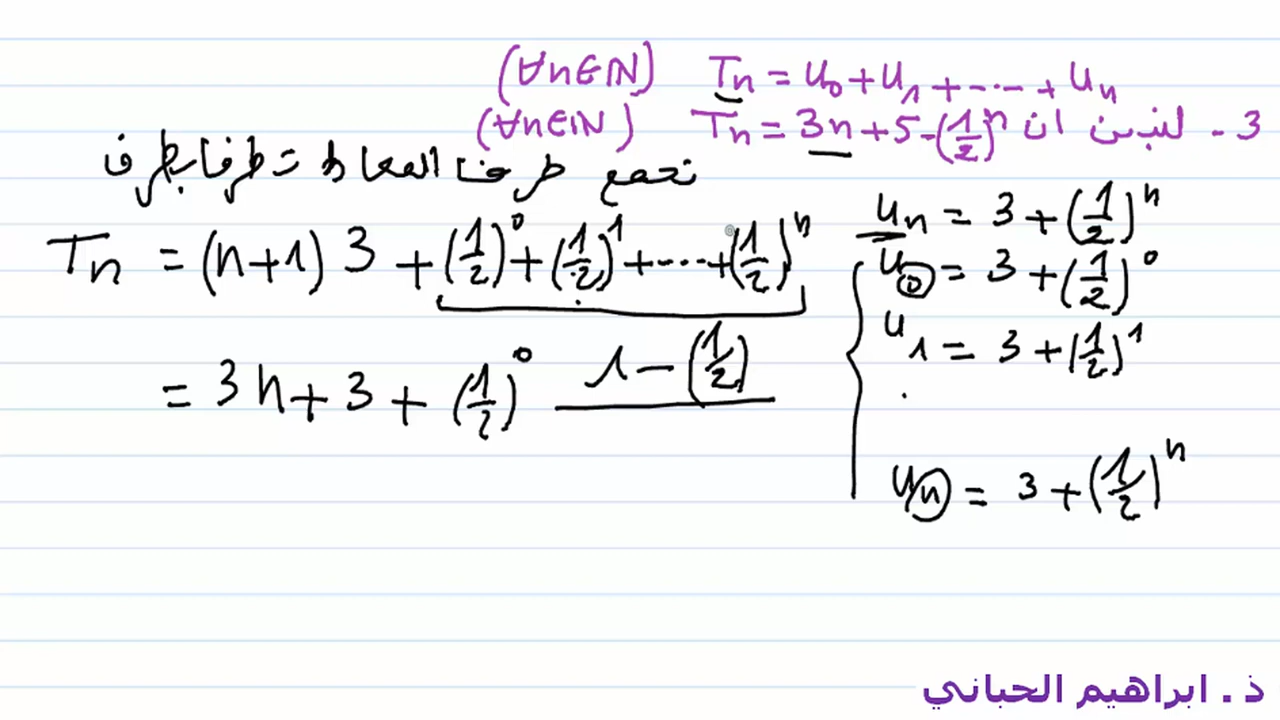 (∀n∈ℕ) Tn = u0 + u1 + ...... + un
3 - لنبين ان Tn = 3n + 5 - (1/2)^n (∀n∈ℕ)
نجمع طرفا بطرف
un = 3 + (1/2)^n
u0 = 3 + (1/2)^0
u1 = 3 + (1/2)^1
.
un = 3 + (1/2)^n
Tn = (n+1) 3 + (1/2)^0 + (1/2)^1 + ..... + (1/2)^n
= 3n + 3 + (1/2)^0 1 - (1/2)
ذ . ابراهيم الحباني